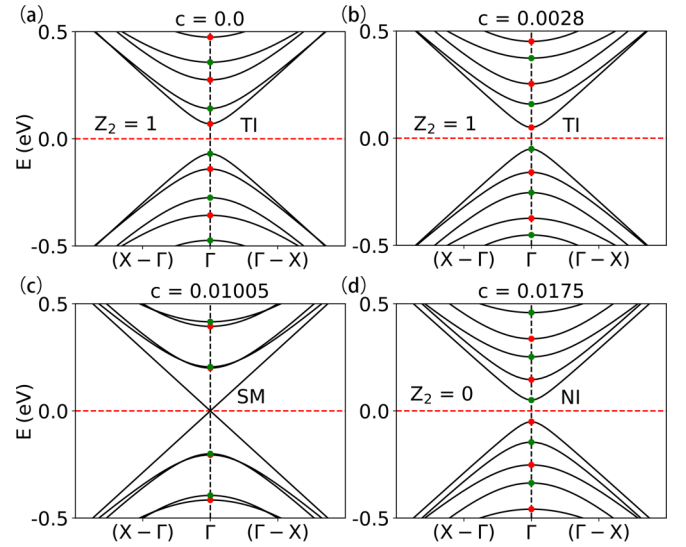 (a) c = 0.0
0.5
Z2 = 1 TI
0.0
E (eV)
-0.5
(X − Γ) Γ (Γ − X)
(b) c = 0.0028
0.5
Z2 = 1 TI
0.0
-0.5
(X − Γ) Γ (Γ − X)
(c) c = 0.01005
0.5
SM
0.0
E (eV)
-0.5
(X − Γ) Γ (Γ − X)
(d) c = 0.0175
0.5
Z2 = 0 NI
0.0
-0.5
(X − Γ) Γ (Γ − X)